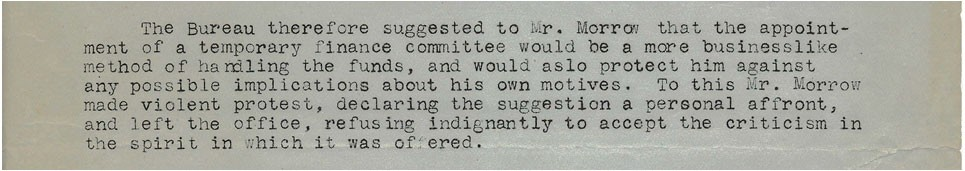 The Bureau therefore suggested to Mr. Morrow that the appoint-
ment of a temporary finance committee would be a more businesslike
method of handling the funds, and would aslo protect him against
any possible implications about his own motives. To this Mr. Morrow
made violent protest, declaring the suggestion a personal affront,
and left the office, refusing indignantly to accept the criticism in
the spirit in which it was offered.